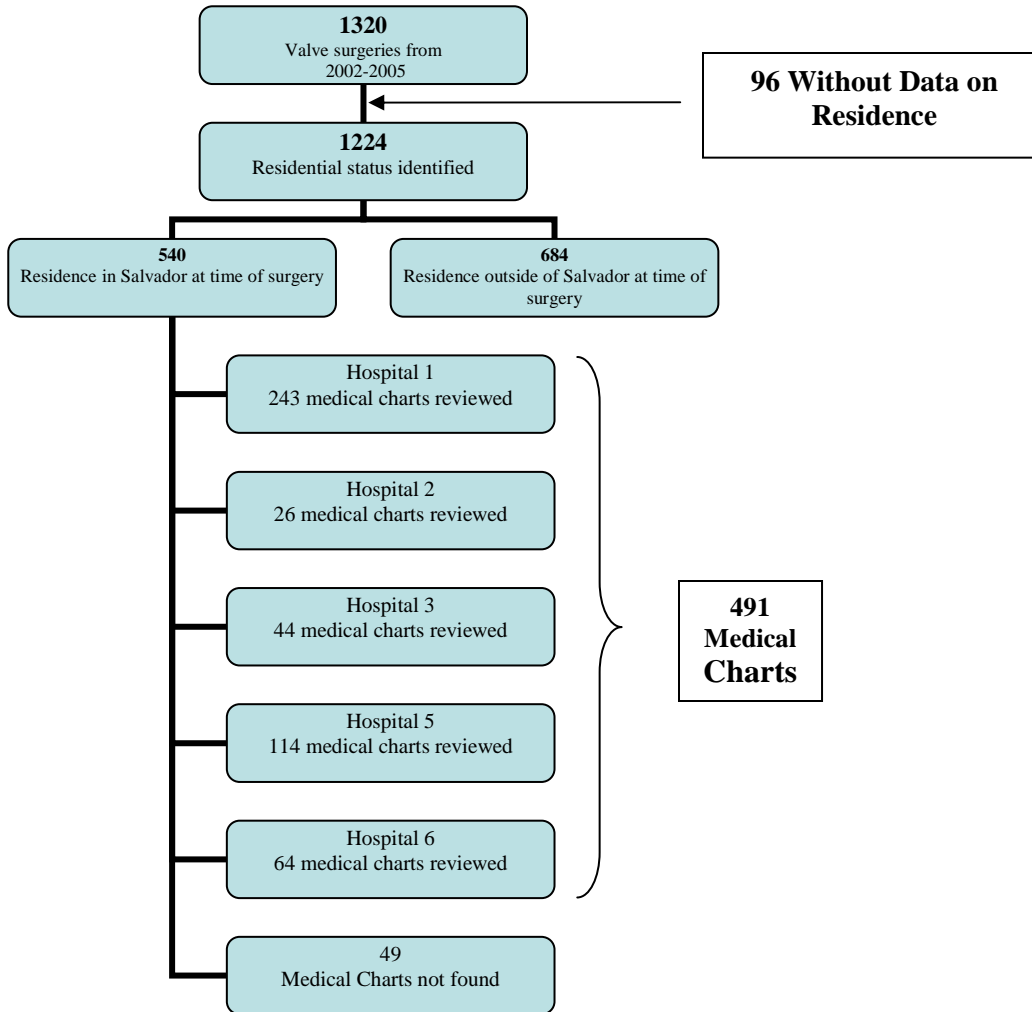 1320
Valve surgeries from
2002-2005
96 Without Data on
Residence
1224
Residential status identified
540
Residence in Salvador at time of surgery
684
Residence outside of Salvador at time of
surgery
Hospital 1
243 medical charts reviewed
Hospital 2
26 medical charts reviewed
Hospital 3
44 medical charts reviewed
Hospital 5
114 medical charts reviewed
Hospital 6
64 medical charts reviewed
491
Medical
Charts
49
Medical Charts not found